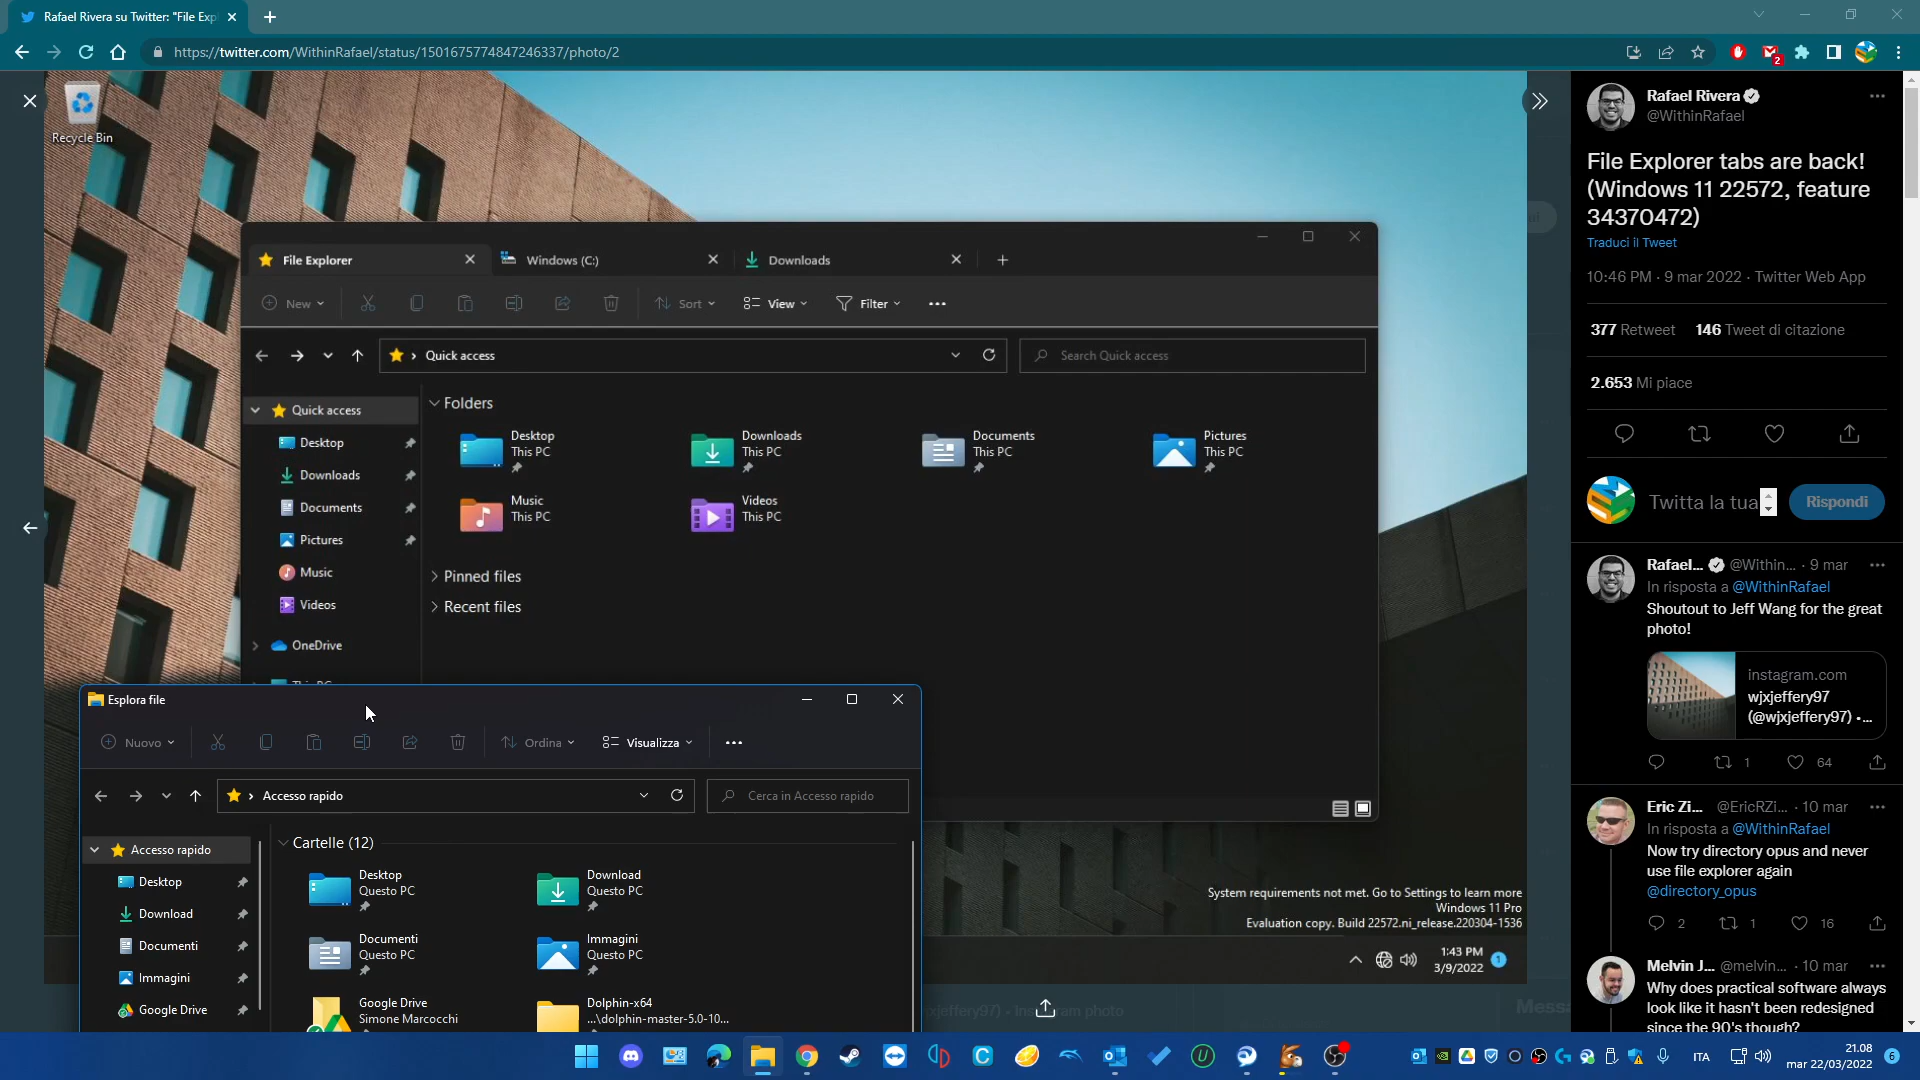 Rafael Rivera su Twitter: "File Exp
https://twitter.com/WithinRafael/status/1501675774847246337/photo/2
2
Recycle Bin
File Explorer
Windows (C:)
Downloads
New
Sort
View
Filter
Quick access
Search Quick access
Quick access
Desktop
Downloads
Documents
Pictures
Music
Videos
OneDrive
Folders
Desktop
This PC
Downloads
This PC
Documents
This PC
Pictures
This PC
Music
This PC
Videos
This PC
Pinned files
Recent files
System requirements not met. Go to Settings to learn more
Windows 11 Pro
Evaluation copy. Build 22572.ni_release.220304-1536
1:43 PM
3/9/2022
1
Esplora file
Nuovo
Ordina
Visualizza
Accesso rapido
Cerca in Accesso rapido
Accesso rapido
Desktop
Download
Documenti
Immagini
Google Drive
Cartelle (12)
Desktop
Questo PC
Download
Questo PC
Documenti
Questo PC
Immagini
Questo PC
Google Drive
Simone Marcocchi
Dolphin-x64
...\dolphin-master-5.0-10...
Rafael Rivera
@WithinRafael
File Explorer tabs are back!
(Windows 11 22572, feature
34370472)
Traduci il Tweet
10:46 PM · 9 mar 2022 · Twitter Web App
377 Retweet 146 Tweet di citazione
2.653 Mi piace
Twitta la tua
Rispondi
Rafael... @Within... · 9 mar
In risposta a @WithinRafael
Shoutout to Jeff Wang for the great
photo!
instagram.com
wjxjeffery97
(@wjxjeffery97) •...
1 64
Eric Zi... @EricRZi... · 10 mar
In risposta a @WithinRafael
Now try directory opus and never
use file explorer again
@directory_opus
2 1 16
Melvin J... @melvin... · 10 mar
Why does practical software always
look like it hasn't been redesigned
since the 90's though?
ITA
21.08
mar 22/03/2022
6